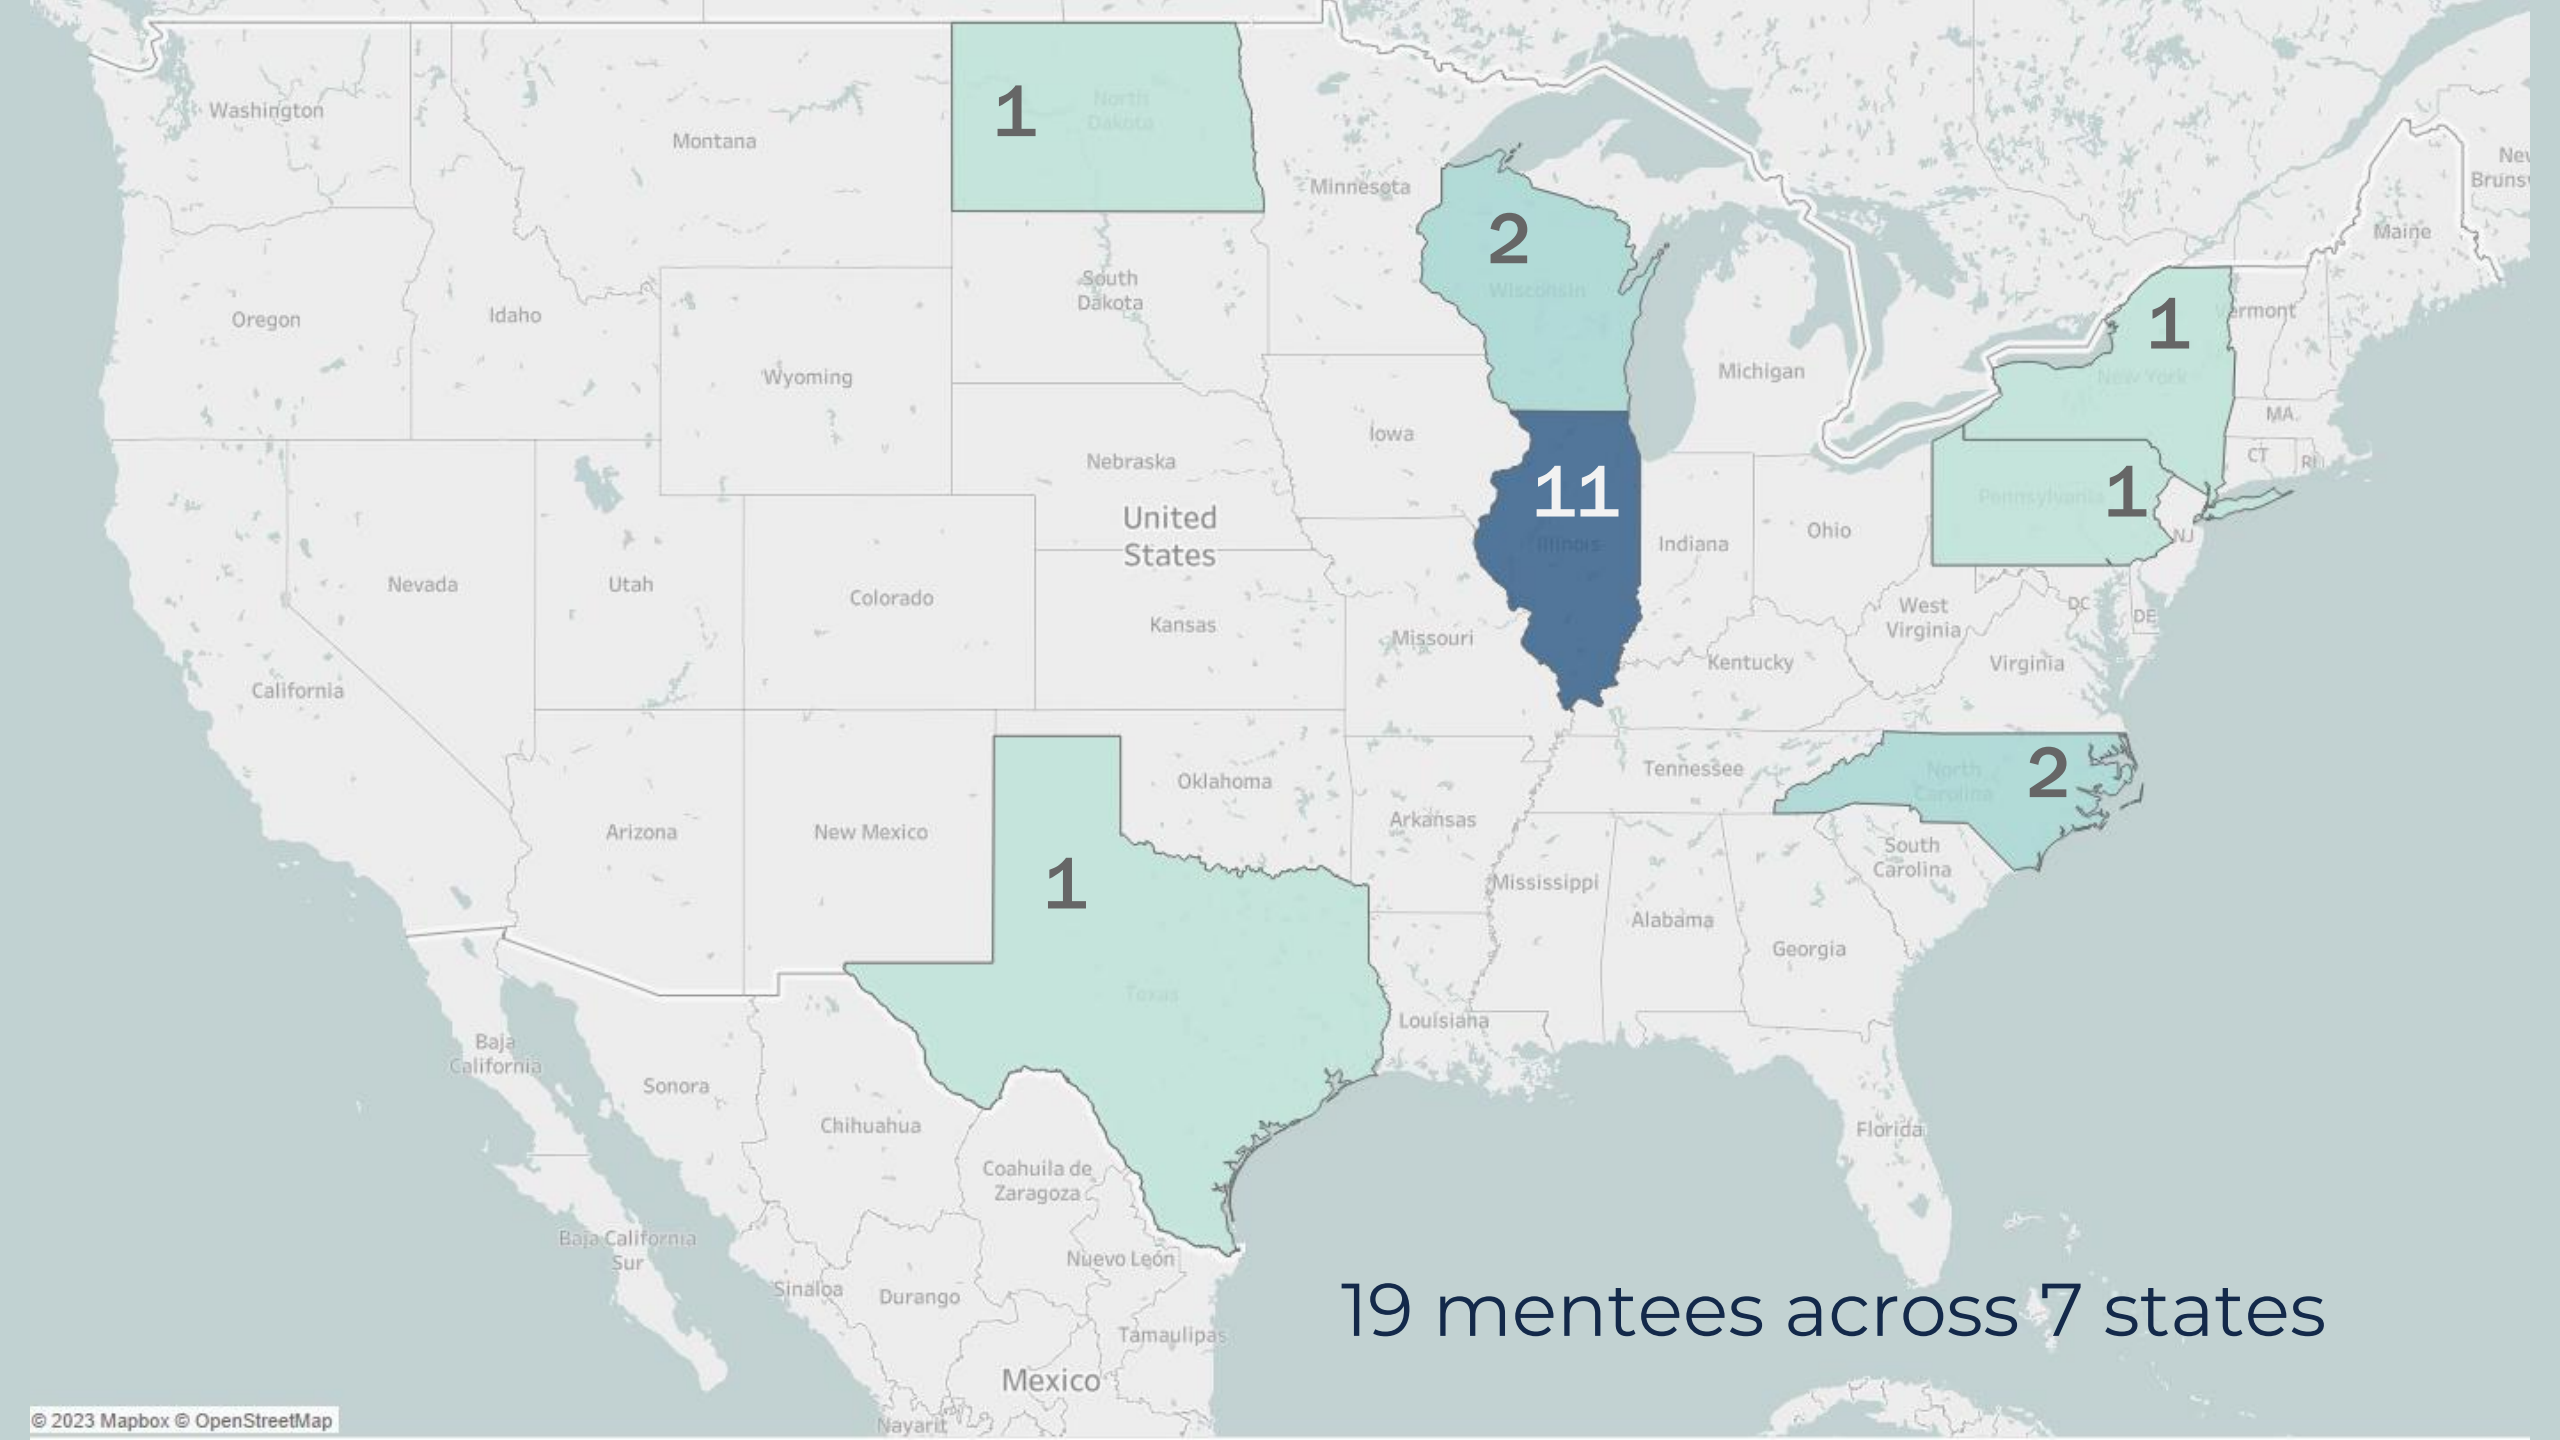 Washington
Montana
1
North
Dakota
Minnesota
2
Wisconsin
New
Maine
Oregon
Idaho
South
Dakota
Wyoming
Michigan
1
New York
Vermont
MA
CT
RI
Iowa
Nebraska
11
Illinois
Pennsylvania
1
NJ
United
States
Indiana
Ohio
Nevada
Utah
Colorado
Kansas
Missouri
West
Virginia
DC
DE
California
Kentucky
Virginia
Oklahoma
Tennessee
North
Carolina
2
Arizona
New Mexico
Arkansas
South
Carolina
1
Mississippi
Alabama
Georgia
Texas
Louisiana
Baja
California
Sonora
Chihuahua
Florida
Coahuila de
Zaragoza
Baja California
Sur
Nuevo León
Sinaloa
Durango
Tamaulipas
19 mentees across 7 states
Mexico
Nayarit
© 2023 Mapbox © OpenStreetMap